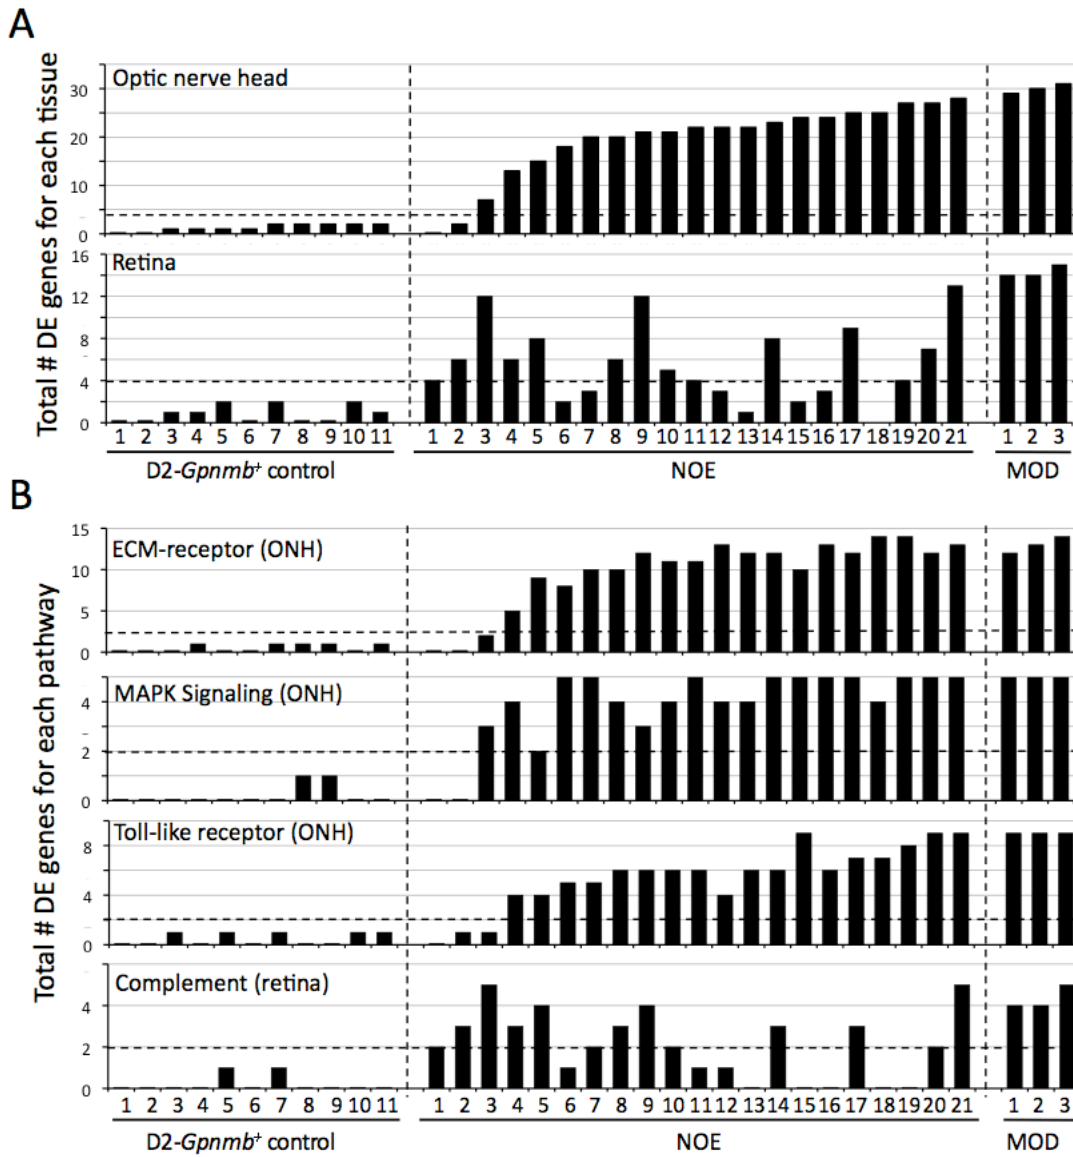 A
Total # DE genes for each tissue
Optic nerve head
30
20
10
0
Retina
16
12
8
4
0
1 2 3 4 5 6 7 8 9 10 11 1 2 3 4 5 6 7 8 9 10 11 12 13 14 15 16 17 18 19 20 21 1 2 3
D2-Gpnmb+ control NOE MOD
B
Total # DE genes for each pathway
ECM-receptor (ONH)
15
10
5
0
MAPK Signaling (ONH)
4
2
0
Toll-like receptor (ONH)
8
4
0
Complement (retina)
4
2
0
1 2 3 4 5 6 7 8 9 10 11 1 2 3 4 5 6 7 8 9 10 11 12 13 14 15 16 17 18 19 20 21 1 2 3
D2-Gpnmb+ control NOE MOD